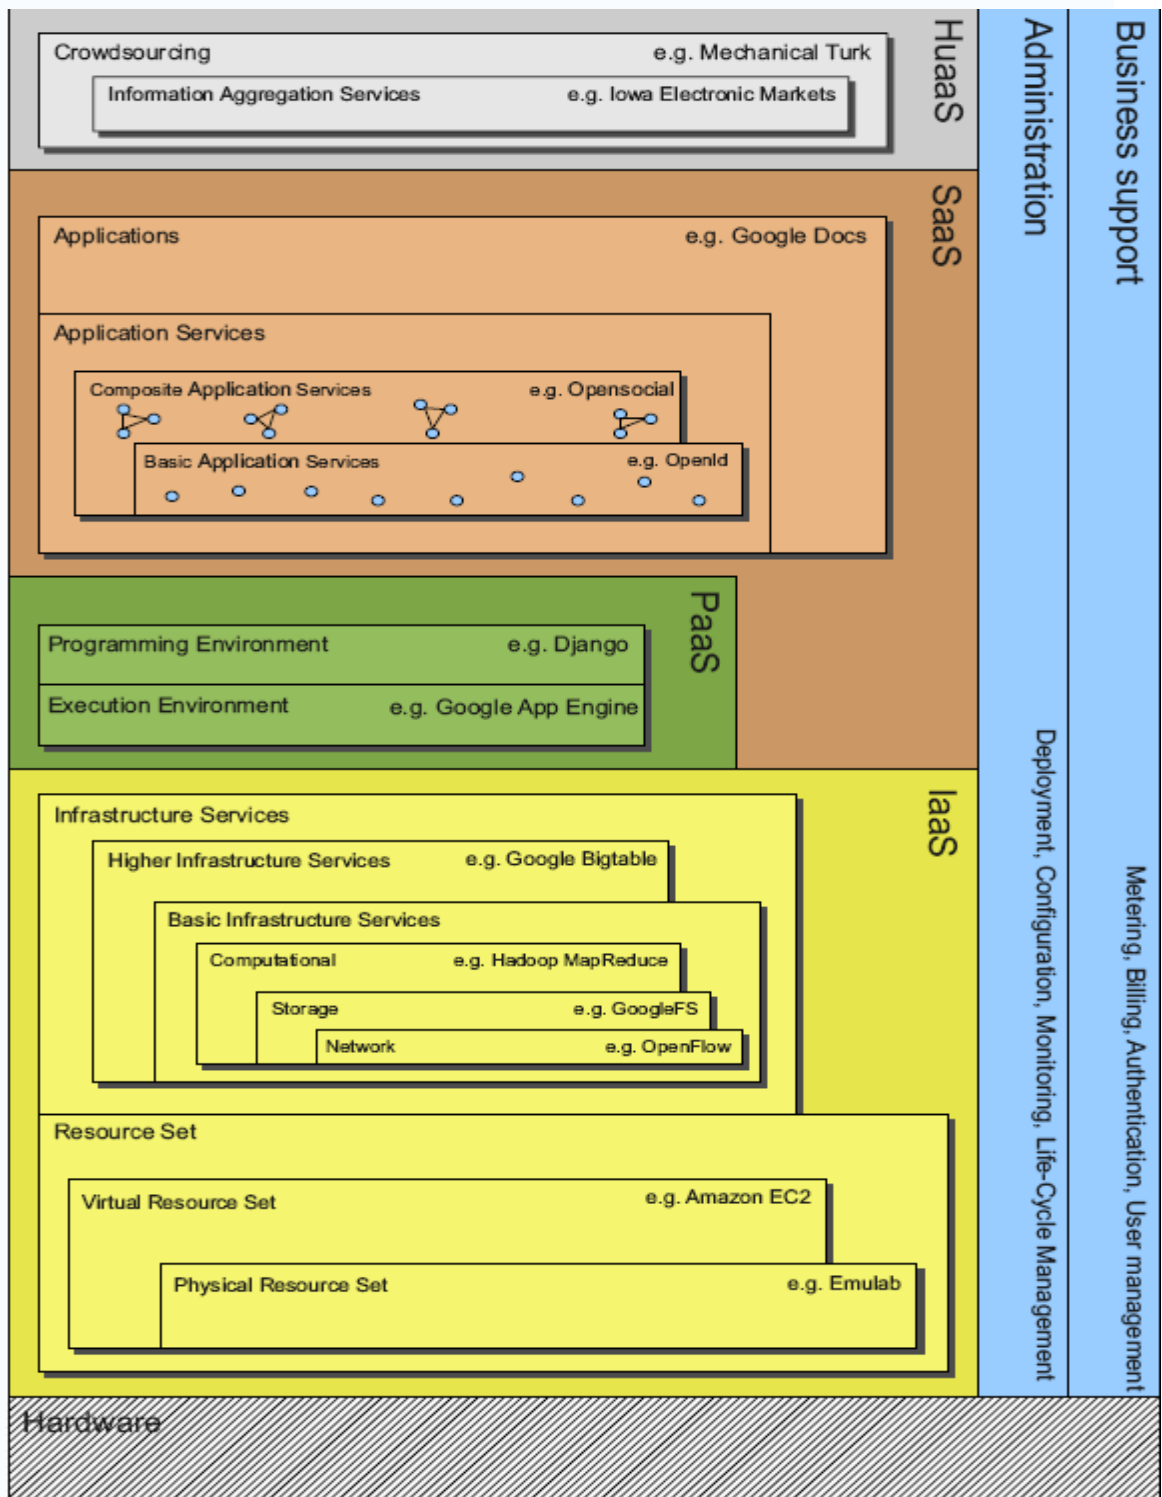 Crowdsourcing e.g. Mechanical Turk
Information Aggregation Services e.g. Iowa Electronic Markets
HuaaS
Applications e.g. Google Docs
Application Services
Composite Application Services e.g. Opensocial
Basic Application Services e.g. OpenId
SaaS
Programming Environment e.g. Django
Execution Environment e.g. Google App Engine
PaaS
Infrastructure Services
Higher Infrastructure Services e.g. Google Bigtable
Basic Infrastructure Services
Computational e.g. Hadoop MapReduce
Storage e.g. GoogleFS
Network e.g. OpenFlow
Resource Set
Virtual Resource Set e.g. Amazon EC2
Physical Resource Set e.g. Emulab
IaaS
Hardware
Administration
Deployment, Configuration, Monitoring, Life-Cycle Management
Business support
Metering, Billing, Authentication, User management